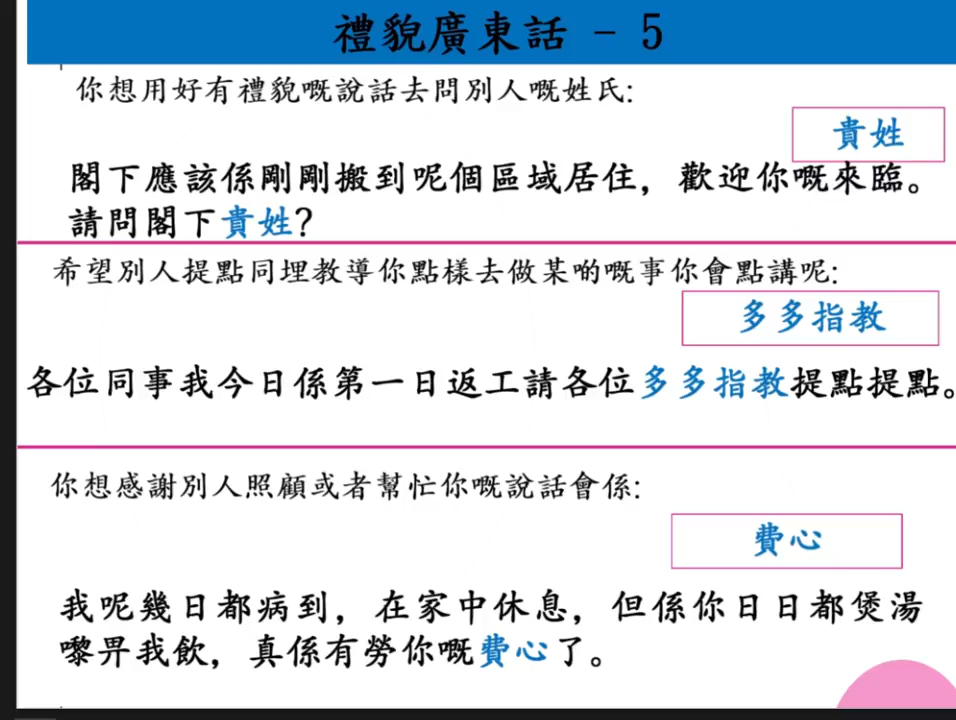 禮貌廣東話 - 5
你想用好有禮貌嘅說話去問別人嘅姓氏:
貴姓
閣下應該係剛剛搬到呢個區域居住，歡迎你嘅來臨。
請問閣下貴姓?
希望別人提點同埋教導你點樣去做某啲嘅事你會點講呢:
多多指教
各位同事我今日係第一日返工請各位多多指教提點提點。
你想感謝別人照顧或者幫忙你嘅說話會係:
費心
我呢幾日都病到，在家中休息，但係你日日都煲湯
嚟畀我飲，真係有勞你嘅費心了。